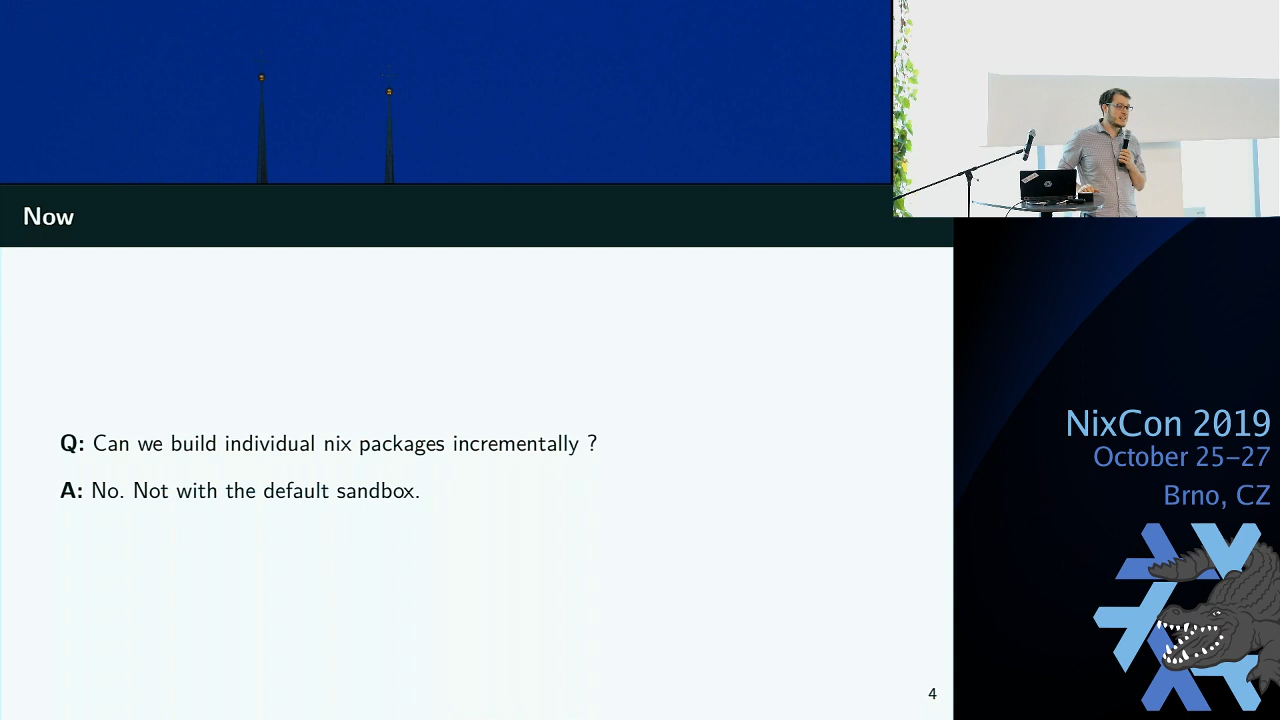 Now
Q: Can we build individual nix packages incrementally ?
A: No. Not with the default sandbox.
4
NixCon 2019
October 25–27
Brno, CZ